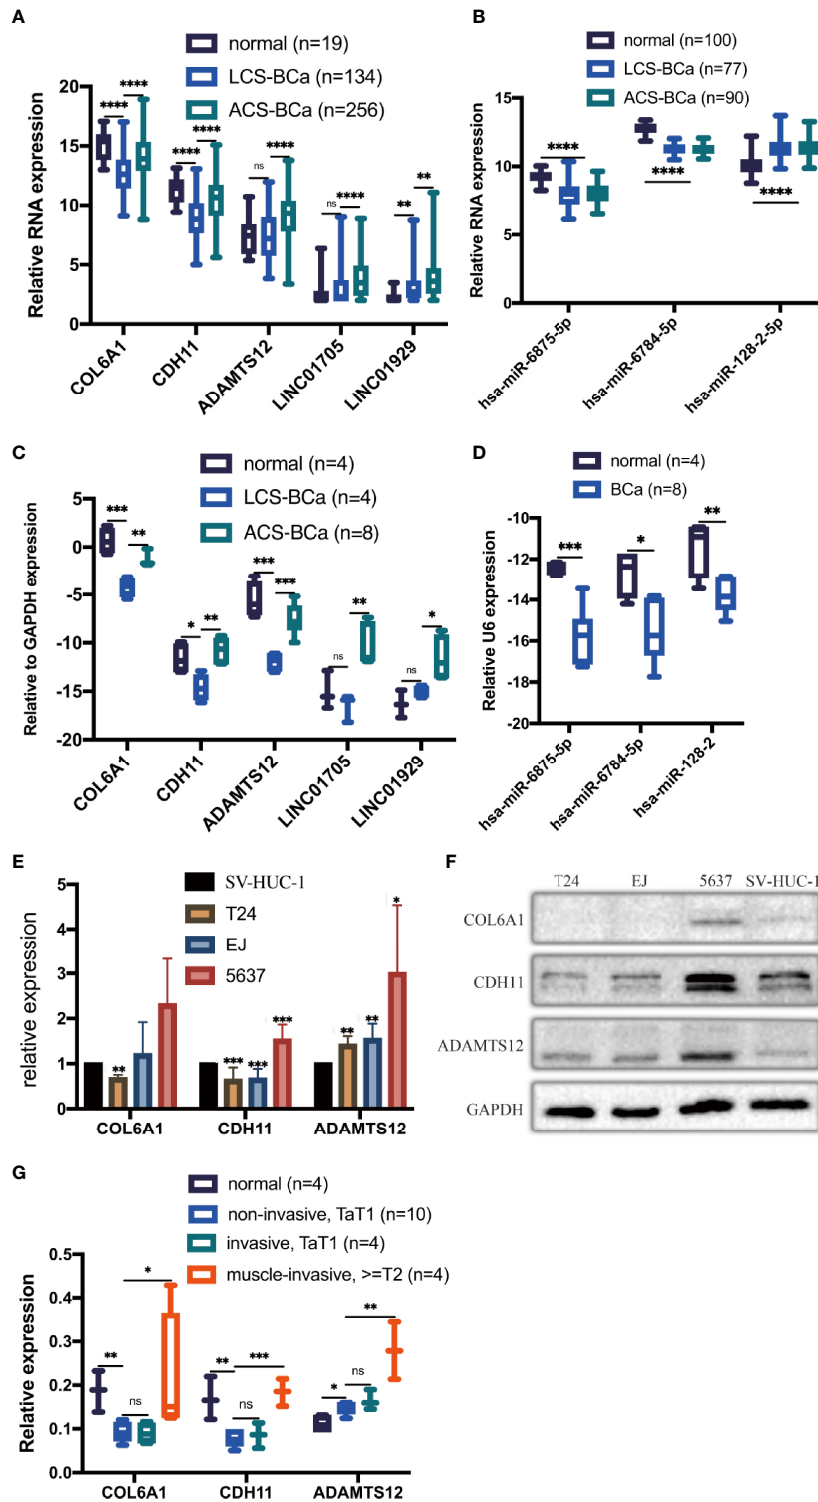 A
normal (n=19)
LCS-BCa (n=134)
ACS-BCa (n=256)
Relative RNA expression
20
15
10
5
0
****
****
****
****
ns
****
ns
****
**
**
COL6A1
CDH11
ADAMTS12
LINC01705
LINC01929
B
normal (n=100)
LCS-BCa (n=77)
ACS-BCa (n=90)
Relative RNA expression
15
10
5
0
****
****
****
hsa-miR-6875-5p
hsa-miR-6784-5p
hsa-miR-128-2-5p
C
normal (n=4)
LCS-BCa (n=4)
ACS-BCa (n=8)
Relative to GAPDH expression
5
0
-5
-10
-15
-20
***
**
*
**
***
***
ns
**
ns
*
COL6A1
CDH11
ADAMTS12
LINC01705
LINC01929
D
normal (n=4)
BCa (n=8)
Relative U6 expression
-10
-12
-14
-16
-18
-20
***
*
**
hsa-miR-6875-5p
hsa-miR-6784-5p
hsa-miR-128-2
E
SV-HUC-1
T24
EJ
5637
relative expression
5
4
3
2
1
0
**
***
***
***
**
**
*
COL6A1
CDH11
ADAMTS12
F
T24 EJ 5637 SV-HUC-1
COL6A1
CDH11
ADAMTS12
GAPDH
G
normal (n=4)
non-invasive, TaT1 (n=10)
invasive, TaT1 (n=4)
muscle-invasive, >=T2 (n=4)
Relative expression
0.5
0.4
0.3
0.2
0.1
0.0
**
ns
*
**
ns
***
*
ns
**
COL6A1
CDH11
ADAMTS12